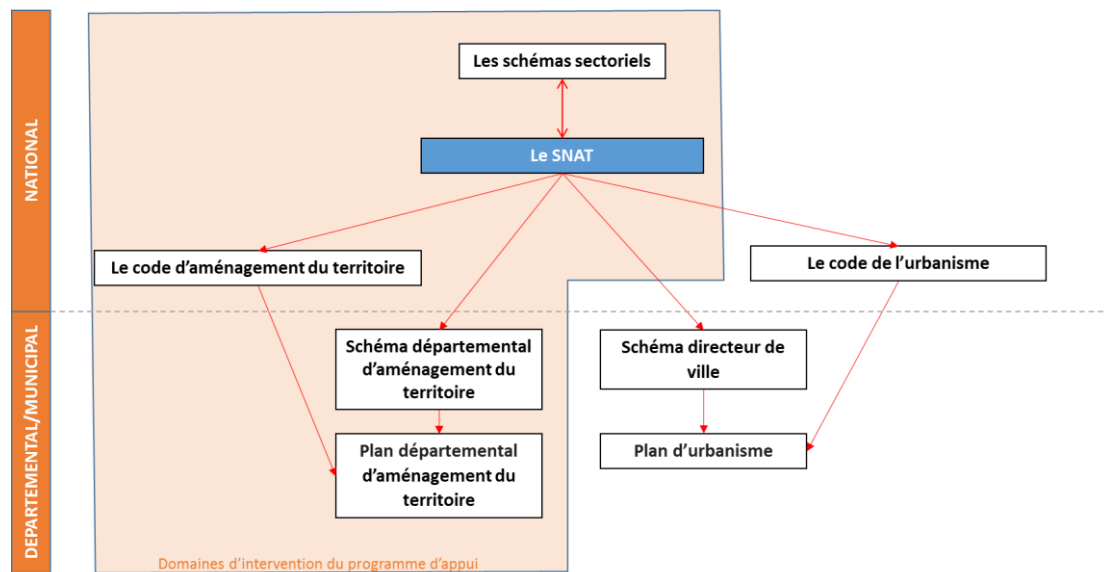 NATIONAL
Les schémas sectoriels
Le SNAT
Le code d'aménagement du territoire
Le code de l'urbanisme
DEPARTEMENTAL/MUNICIPAL
Schéma départemental
d'aménagement du
territoire
Schéma directeur de
ville
Plan départemental
d'aménagement du
territoire
Plan d'urbanisme
Domaines d'intervention du programme d'appui